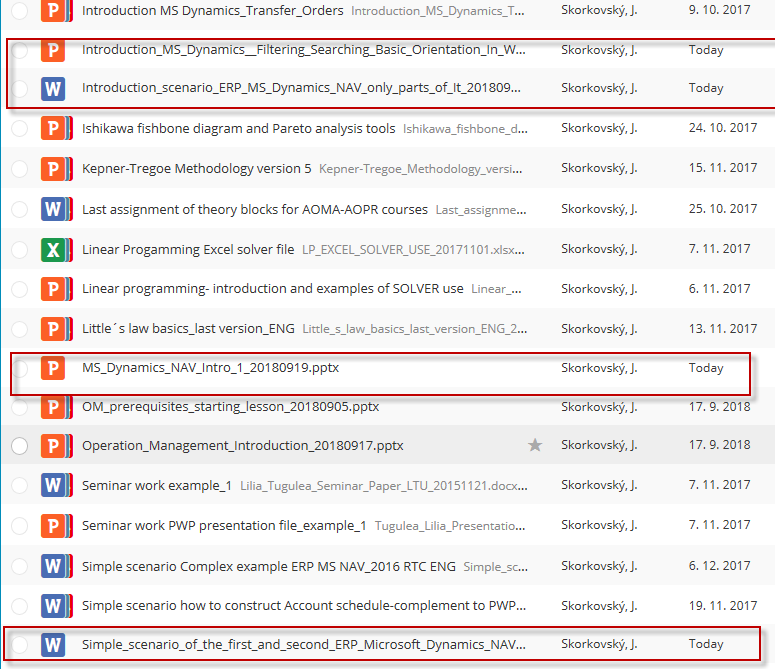 P Introduction MS Dynamics_Transfer_Orders Introduction_MS_Dynamics_T... Skorkovský, J. 9. 10. 2017
P Introduction_MS_Dynamics__Filtering_Searching_Basic_Orientation_In_W... Skorkovský, J. Today
W Introduction_scenario_ERP_MS_Dynamics_NAV_only_parts_of_It_201809... Skorkovský, J. Today
P Ishikawa fishbone diagram and Pareto analysis tools Ishikawa_fishbone_d... Skorkovský, J. 24. 10. 2017
P Kepner-Tregoe Methodology version 5 Kepner-Tregoe_Methodology_versi... Skorkovský, J. 15. 11. 2017
W Last assignment of theory blocks for AOMA-AOPR courses Last_assignme... Skorkovský, J. 25. 10. 2017
X Linear Progamming Excel solver file LP_EXCEL_SOLVER_USE_20171101.xlsx... Skorkovský, J. 7. 11. 2017
P Linear programming- introduction and examples of SOLVER use Linear_... Skorkovský, J. 6. 11. 2017
P Little´s law basics_last version_ENG Little_s_law_basics_last_version_ENG_2... Skorkovský, J. 13. 11. 2017
P MS_Dynamics_NAV_Intro_1_20180919.pptx Skorkovský, J. Today
P OM_prerequisites_starting_lesson_20180905.pptx Skorkovský, J. 17. 9. 2018
P Operation_Management_Introduction_20180917.pptx Skorkovský, J. 17. 9. 2018
W Seminar work example_1 Lilia_Tugulea_Seminar_Paper_LTU_20151121.docx... Skorkovský, J. 7. 11. 2017
P Seminar work PWP presentation file_example_1 Tugulea_Lilia_Presentatio... Skorkovský, J. 7. 11. 2017
W Simple scenario Complex example ERP MS NAV_2016 RTC ENG Simple_sc... Skorkovský, J. 6. 12. 2017
W Simple scenario how to construct Account schedule-complement to PWP... Skorkovský, J. 19. 11. 2017
W Simple_scenario_of_the_first_and_second_ERP_Microsoft_Dynamics_NAV... Skorkovský, J. Today